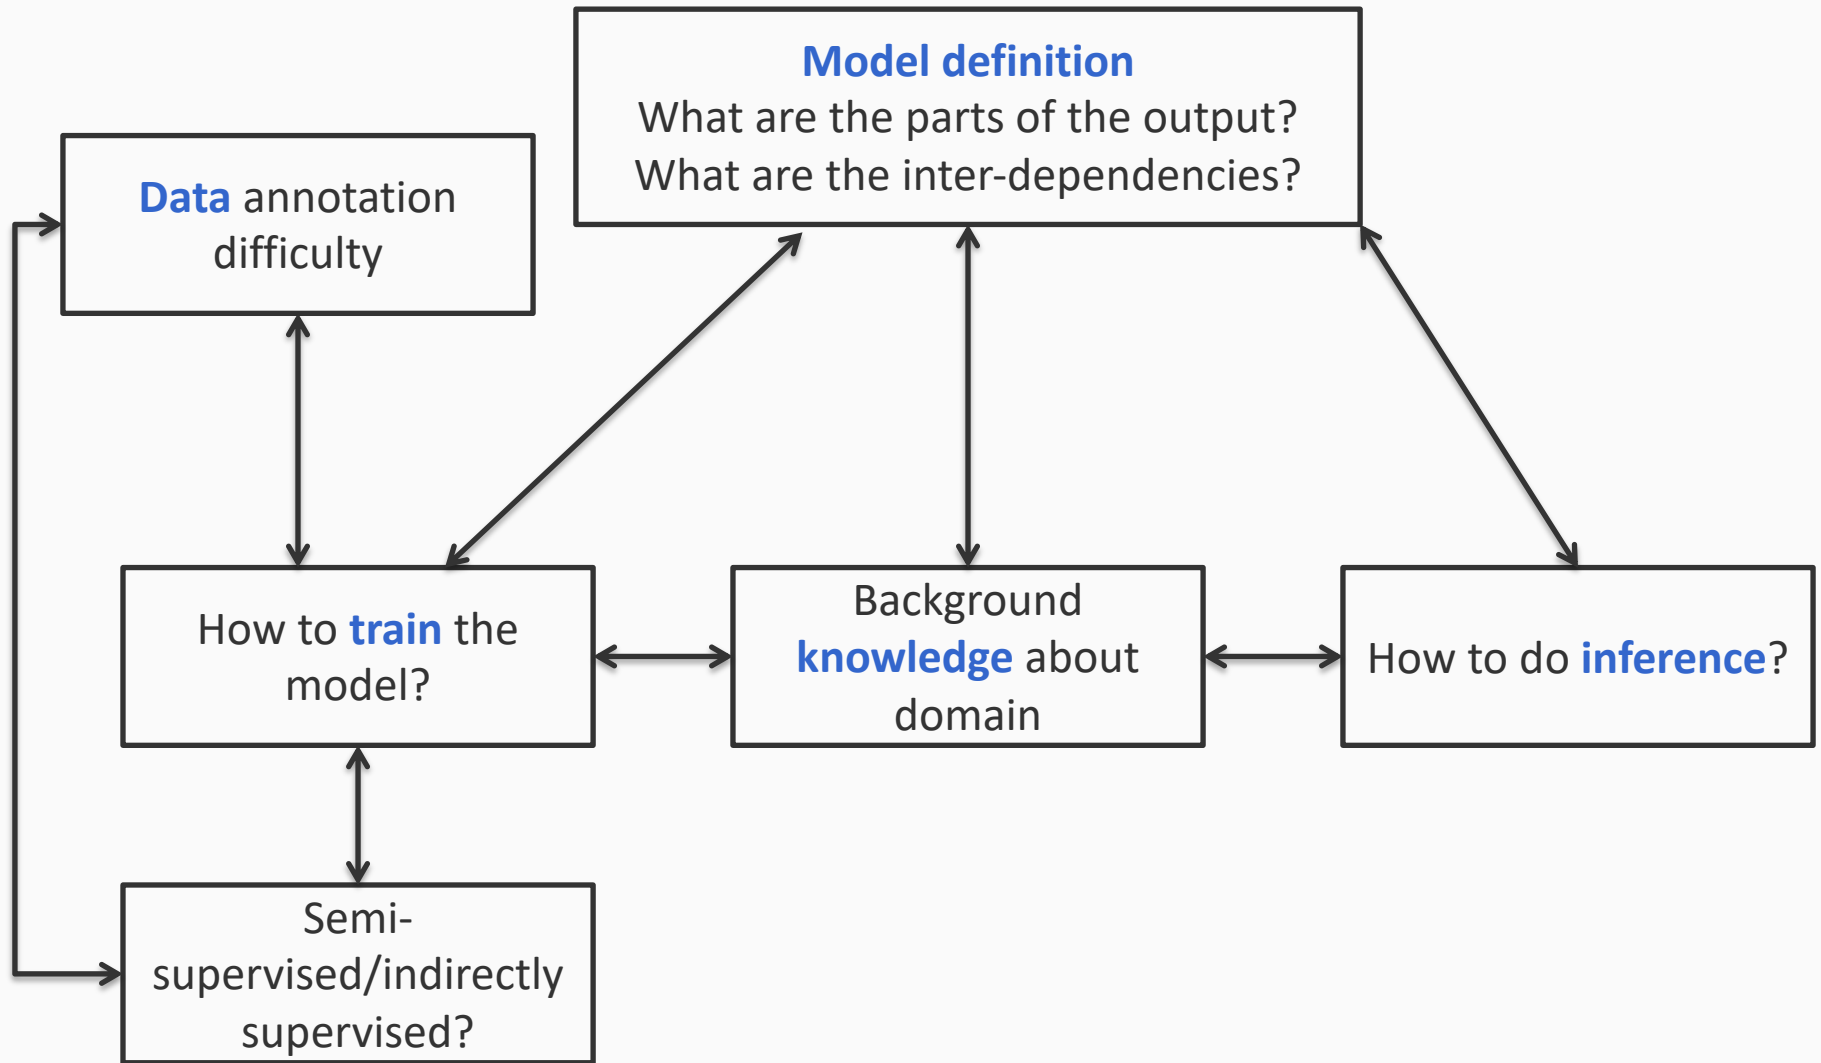 Model definition
What are the parts of the output?
What are the inter-dependencies?
Data annotation
difficulty
How to train the
model?
Background
knowledge about
domain
How to do inference?
Semi-
supervised/indirectly
supervised?